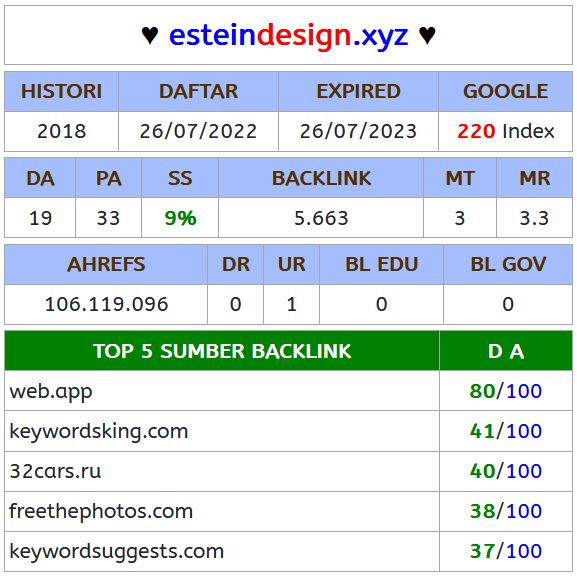 ♥ esteindesign.xyz ♥
HISTORI DAFTAR EXPIRED GOOGLE
2018 26/07/2022 26/07/2023 220 Index
DA PA SS BACKLINK MT MR
19 33 9% 5.663 3 3.3
AHREFS DR UR BL EDU BL GOV
106.119.096 0 1 0 0
TOP 5 SUMBER BACKLINK D A
web.app 80/100
keywordsking.com 41/100
32cars.ru 40/100
freethephotos.com 38/100
keywordsuggests.com 37/100